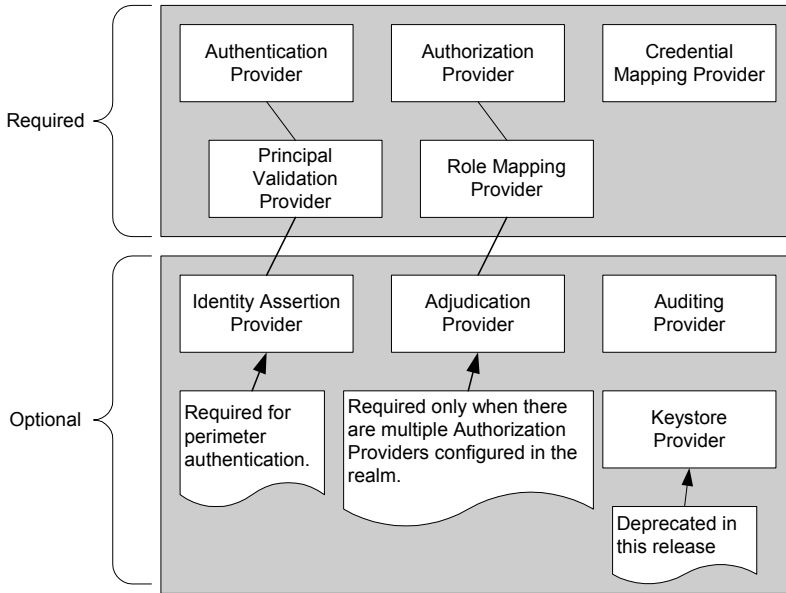 Required
Authentication
Provider
Authorization
Provider
Credential
Mapping Provider
Principal
Validation
Provider
Role Mapping
Provider
Optional
Identity Assertion
Provider
Adjudication
Provider
Auditing
Provider
Required for
perimeter
authentication.
Required only when there
are multiple Authorization
Providers configured in the
realm.
Keystore
Provider
Deprecated in
this release